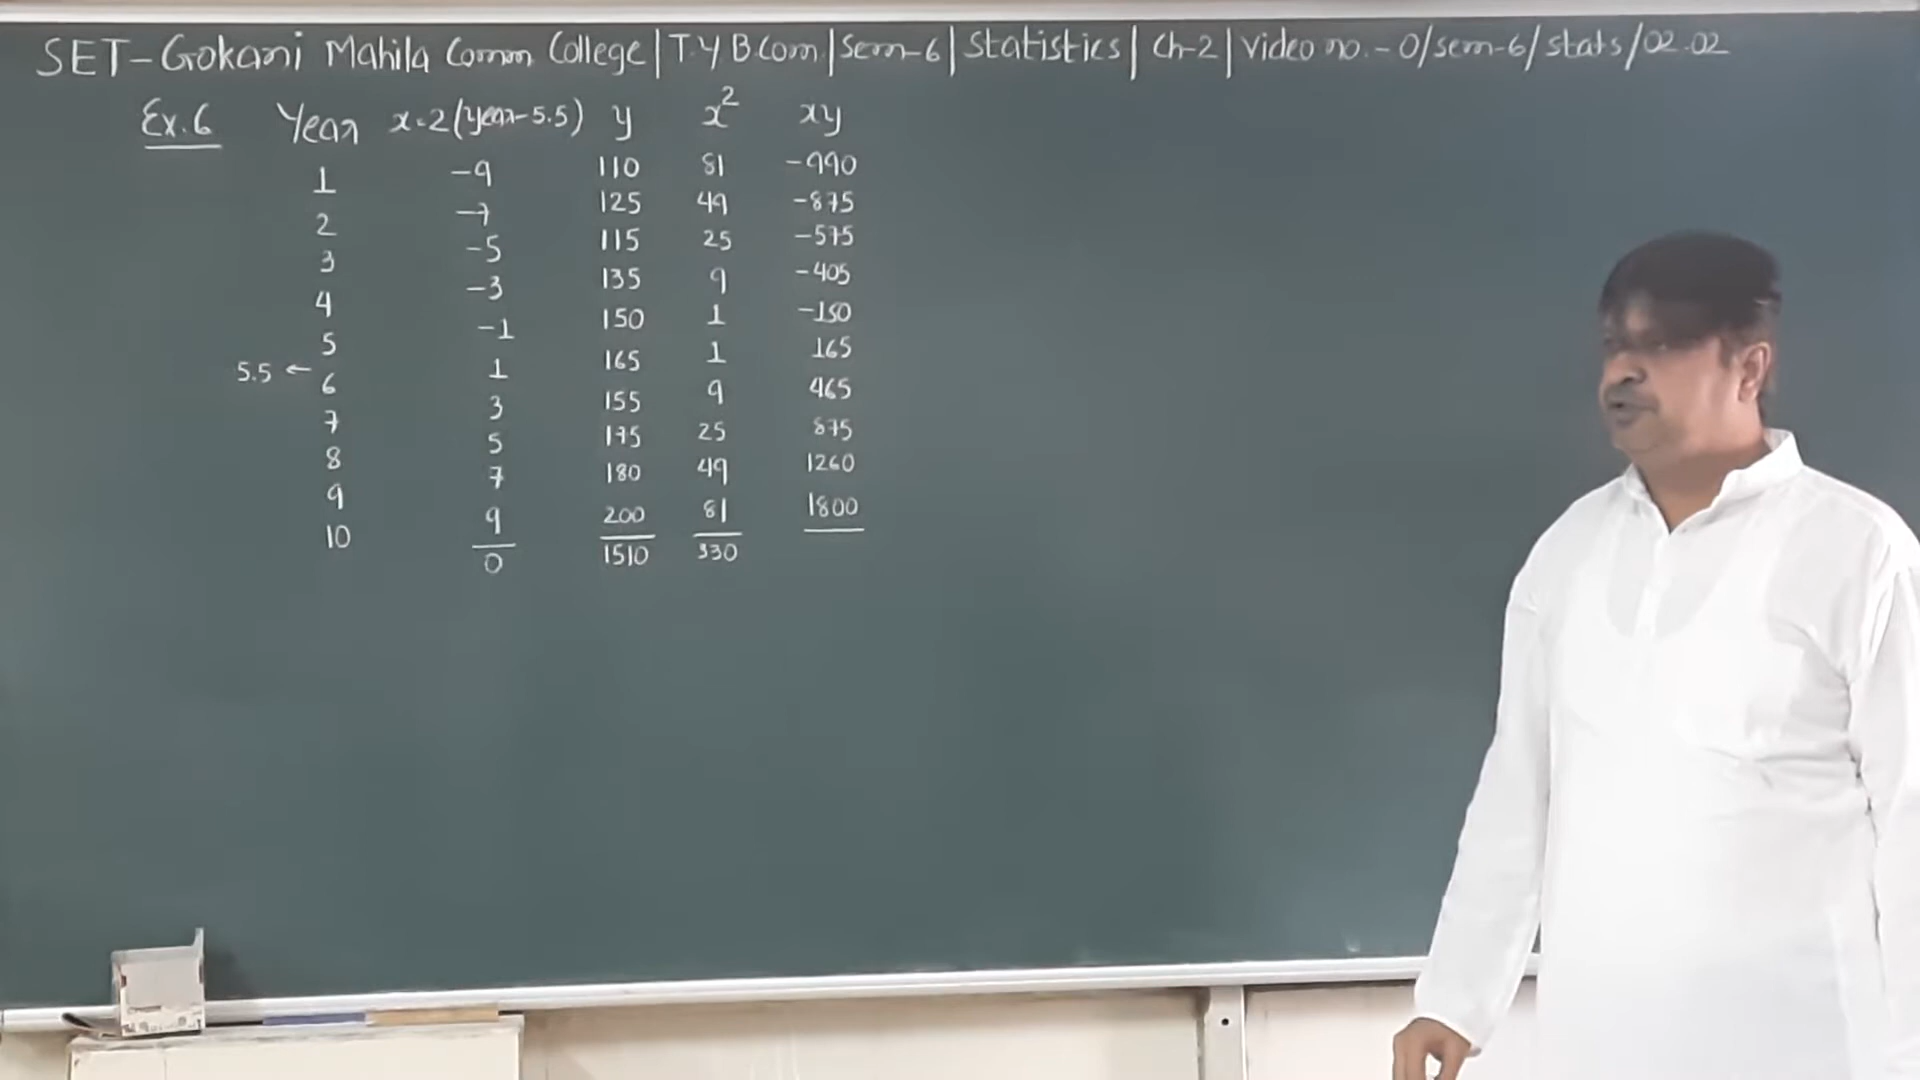 SET-Gokani Mahila Comm College | T.Y B Com | Sem-6 | Statistics | Ch-2 | Video no.- 0/sem-6/stats/02.02
Ex.6 Year x=2(year-5.5) y x² xy
1 -9 110 81 -990
2 -7 125 49 -875
3 -5 115 25 -575
4 -3 135 9 -405
5 -1 150 1 -150
5.5 ←
6 1 165 1 165
7 3 155 9 465
8 5 175 25 875
9 7 180 49 1260
10 9 200 81 1800
0 1510 330